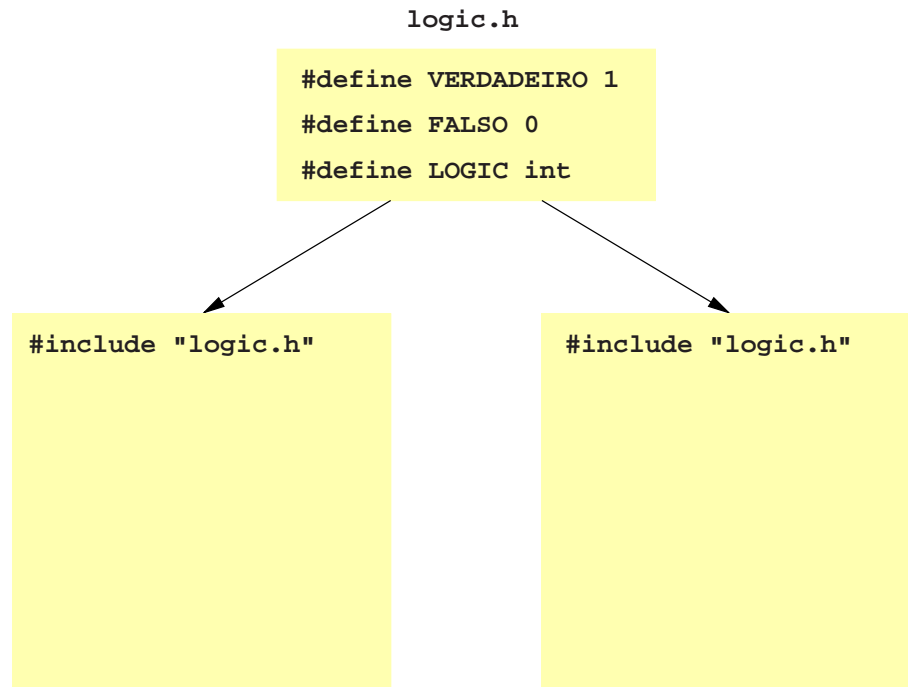 logic.h
#define VERDADEIRO 1
#define FALSO 0
#define LOGIC int
#include "logic.h"
#include "logic.h"